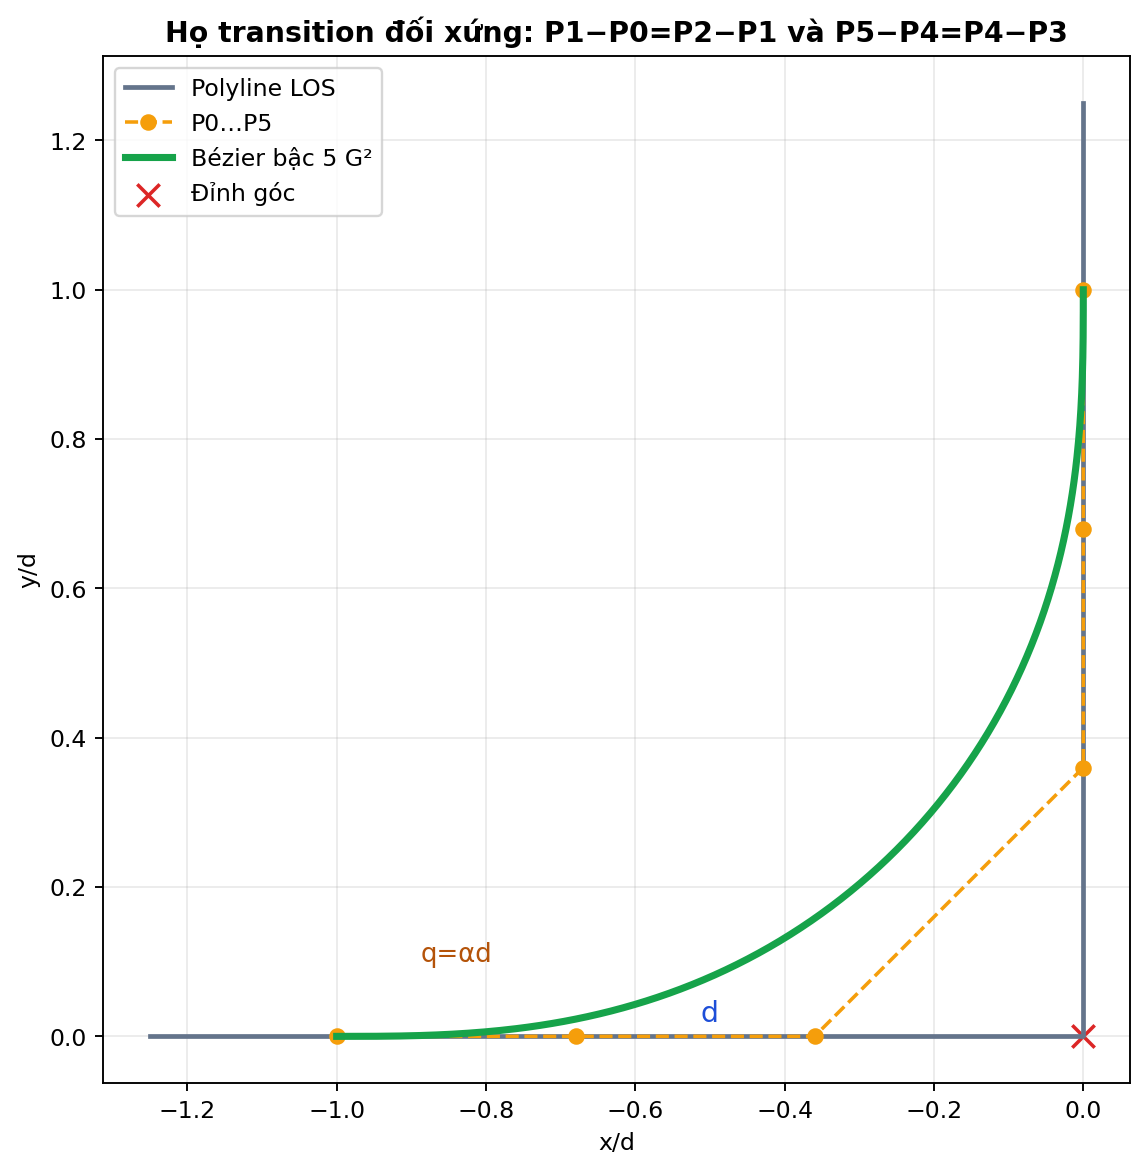 Họ transition đối xứng: P1−P0=P2−P1 và P5−P4=P4−P3
Polyline LOS
P0…P5
Bézier bậc 5 G²
Đỉnh góc
1.2
1.0
0.8
0.6
0.4
0.2
0.0
y/d
q=αd
d
−1.2 −1.0 −0.8 −0.6 −0.4 −0.2 0.0
x/d